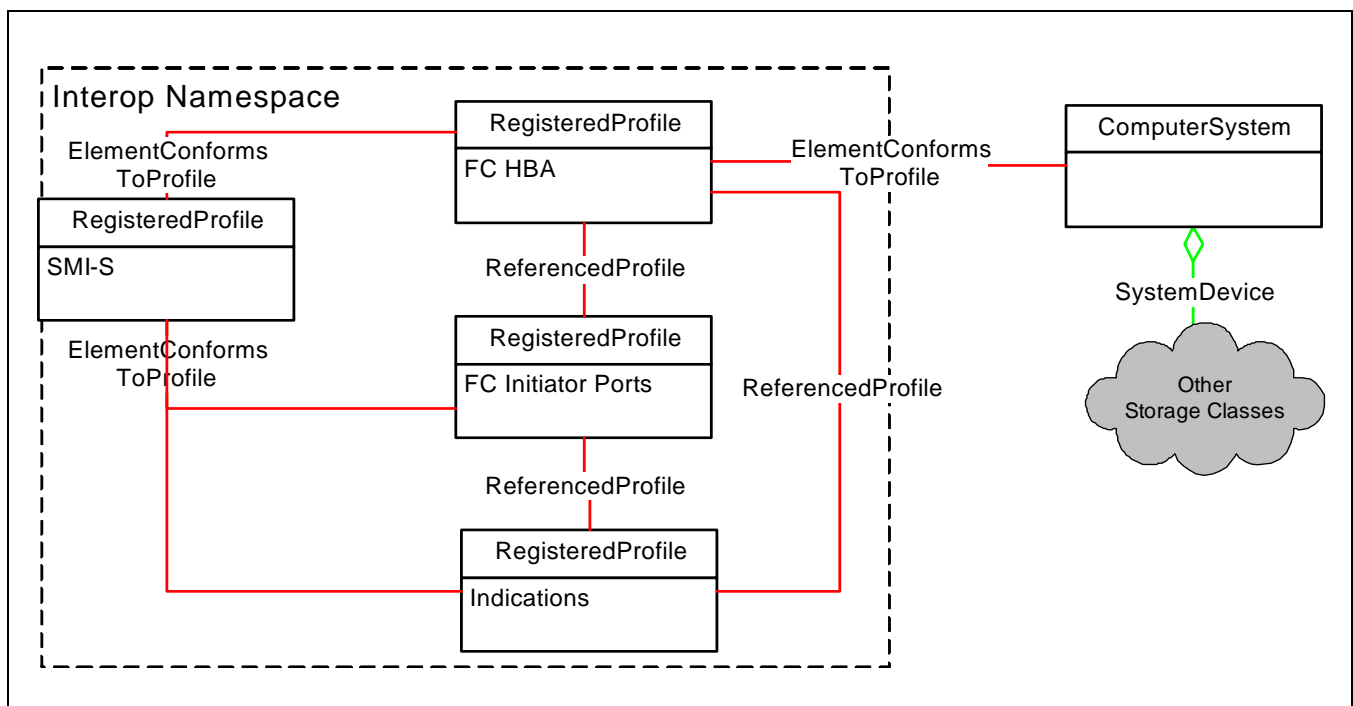 Interop Namespace
RegisteredProfile
FC HBA
ElementConforms
ToProfile
ElementConforms
ToProfile
ComputerSystem
RegisteredProfile
SMI-S
ReferencedProfile
SystemDevice
RegisteredProfile
FC Initiator Ports
ElementConforms
ToProfile
ReferencedProfile
Other
Storage Classes
ReferencedProfile
RegisteredProfile
Indications